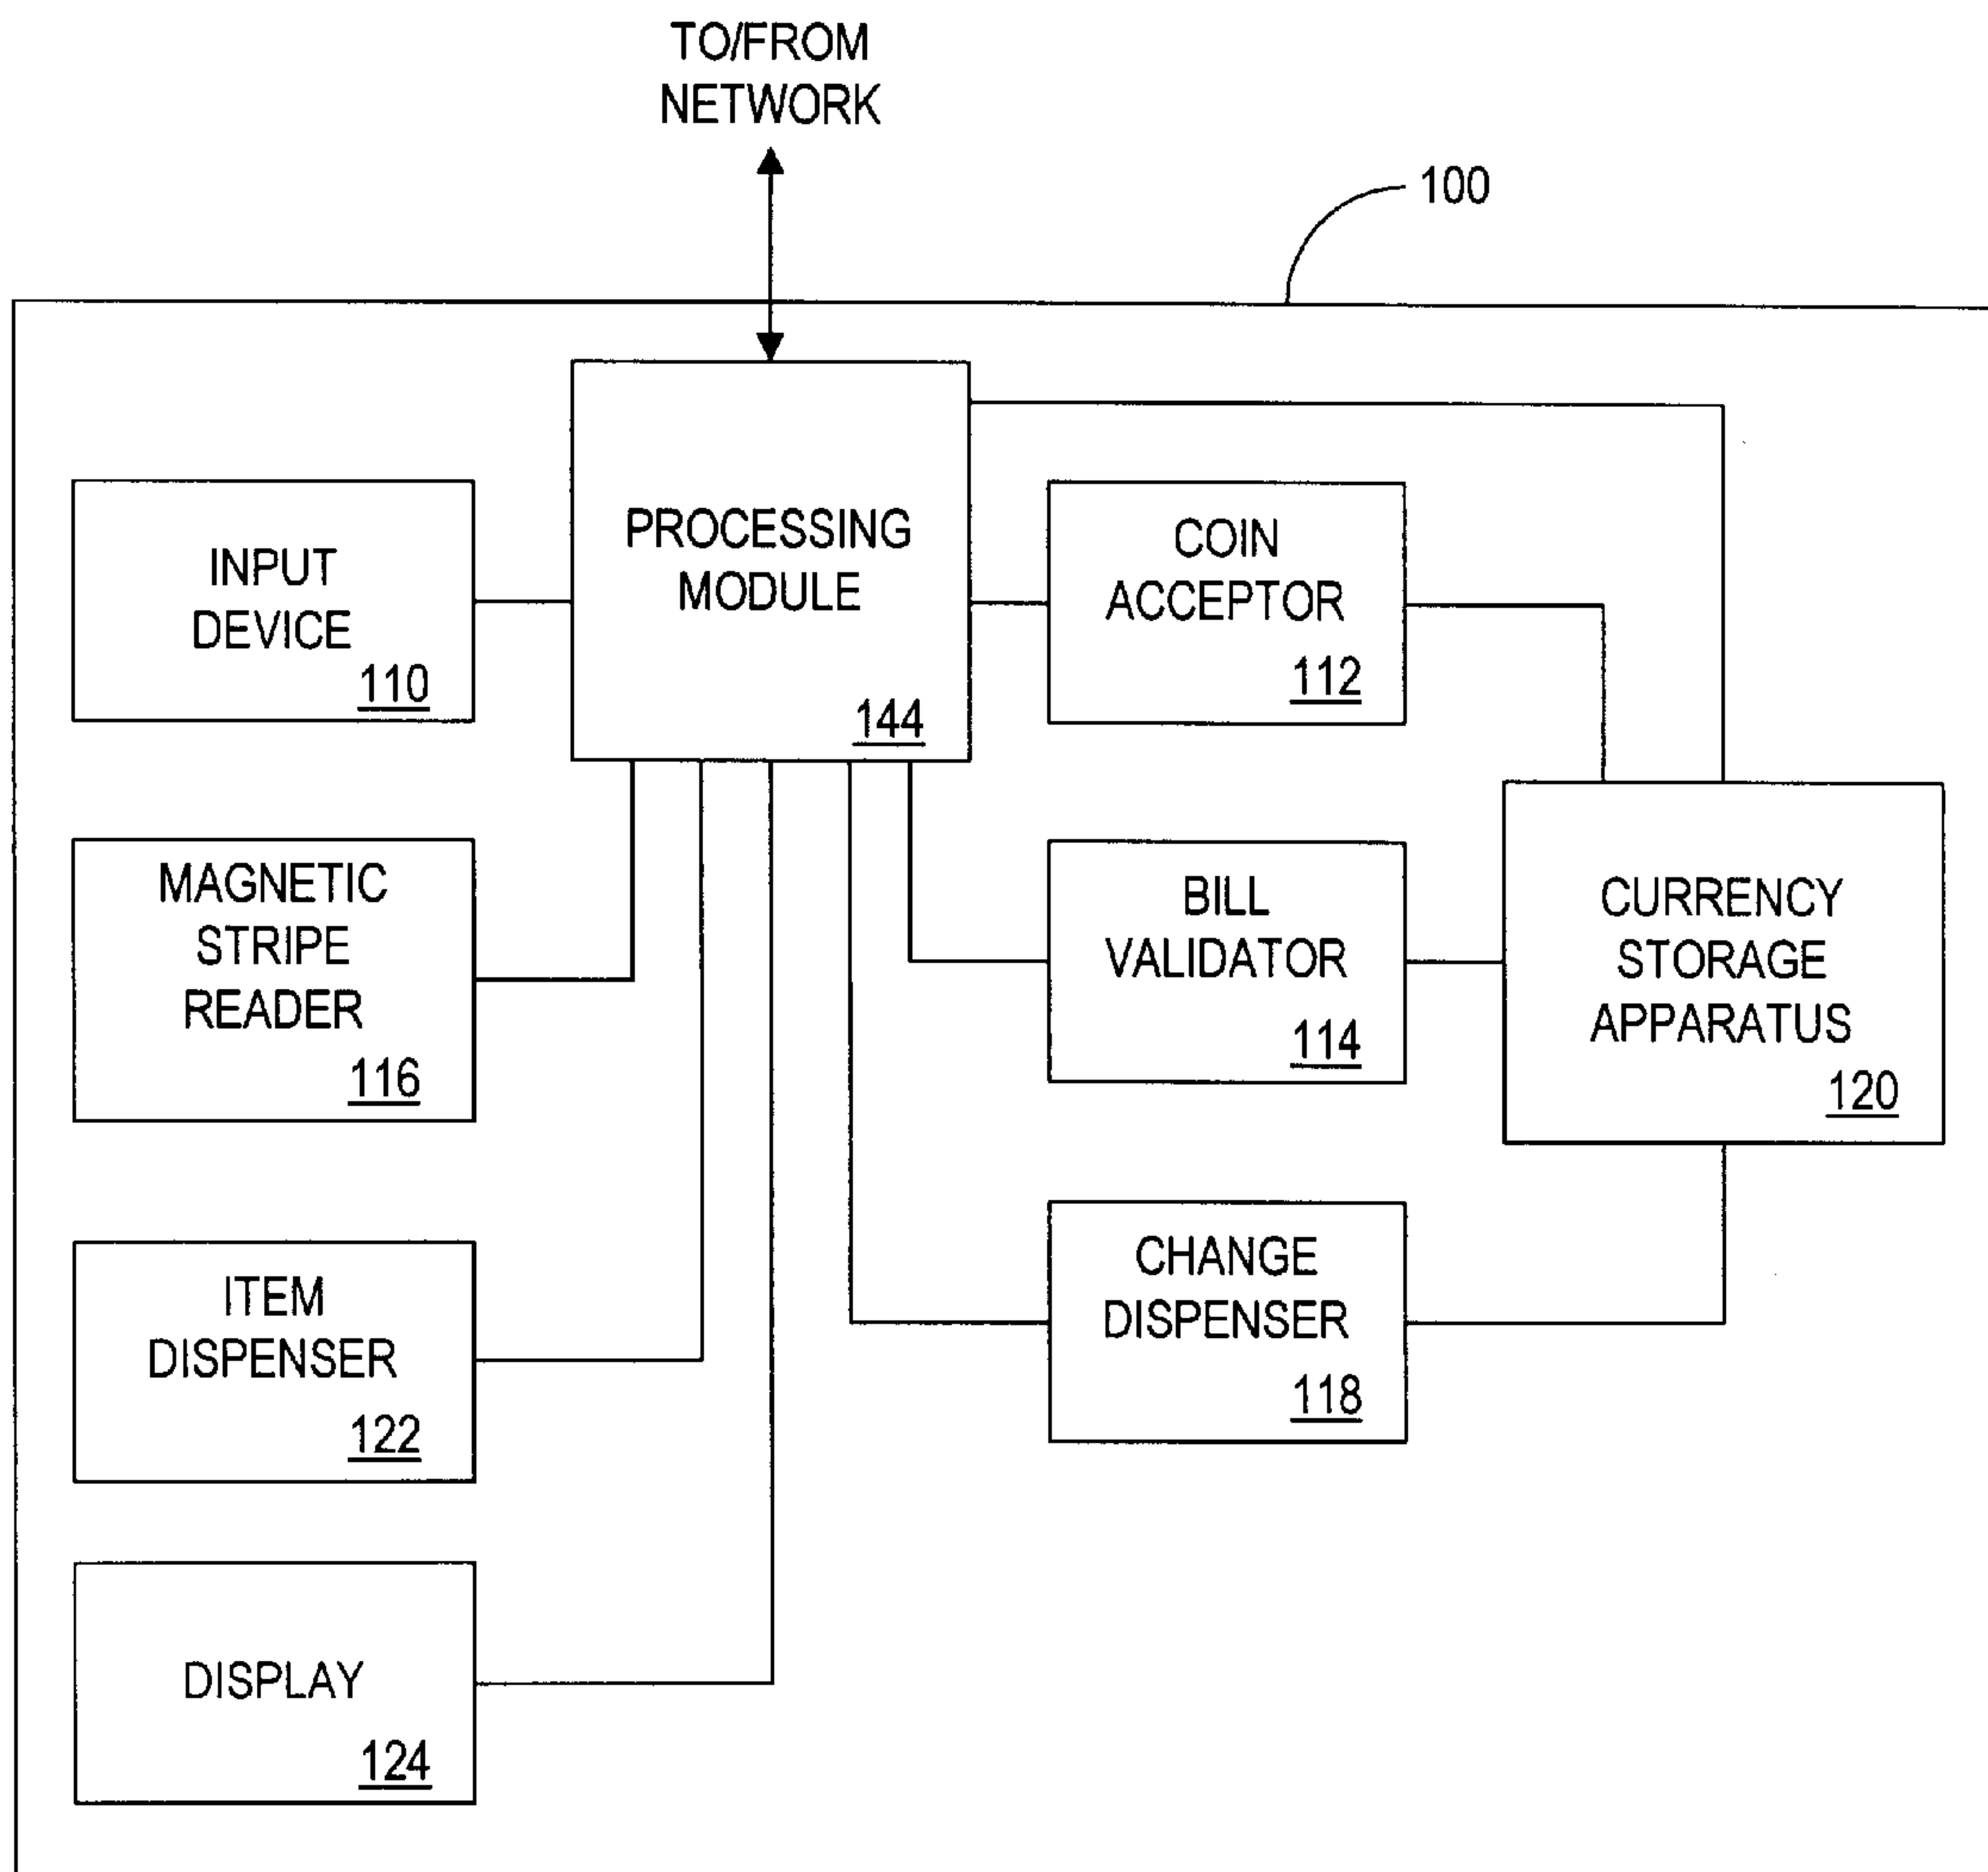 TO/FROM
NETWORK
100
PROCESSING
MODULE
144
INPUT
DEVICE
110
COIN
ACCEPTOR
112
MAGNETIC
STRIPE
READER
116
BILL
VALIDATOR
114
CURRENCY
STORAGE
APPARATUS
120
ITEM
DISPENSER
122
CHANGE
DISPENSER
118
DISPLAY
124